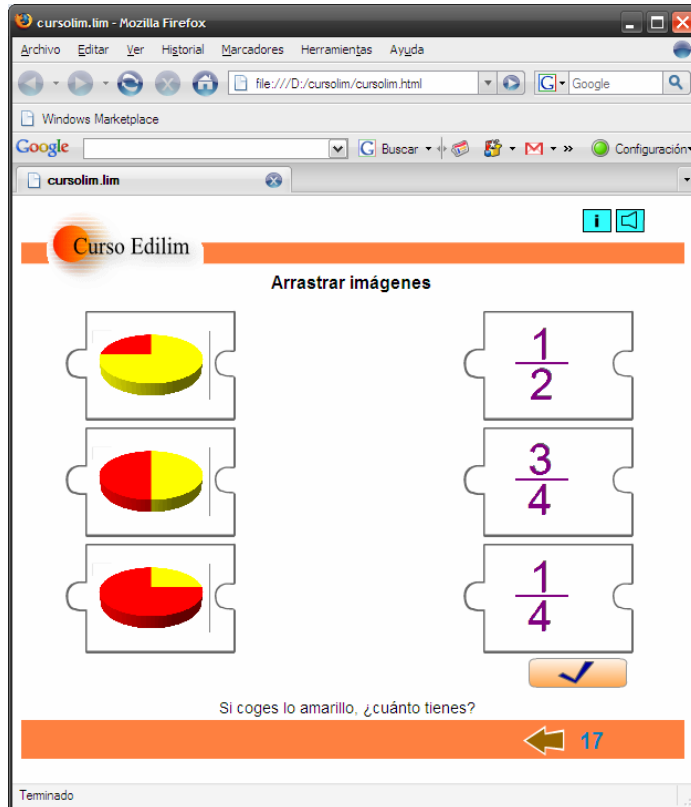 cursolim.lim - Mozilla Firefox
Archivo Editar Ver Historial Marcadores Herramientas Ayuda
file:///D:/cursolim/cursolim.html
G Google
Windows Marketplace
Google G Buscar » Configuración
cursolim.lim
i
Curso Edilim
Arrastrar imágenes
1
2
3
4
1
4
Si coges lo amarillo, ¿cuánto tienes?
17
Terminado